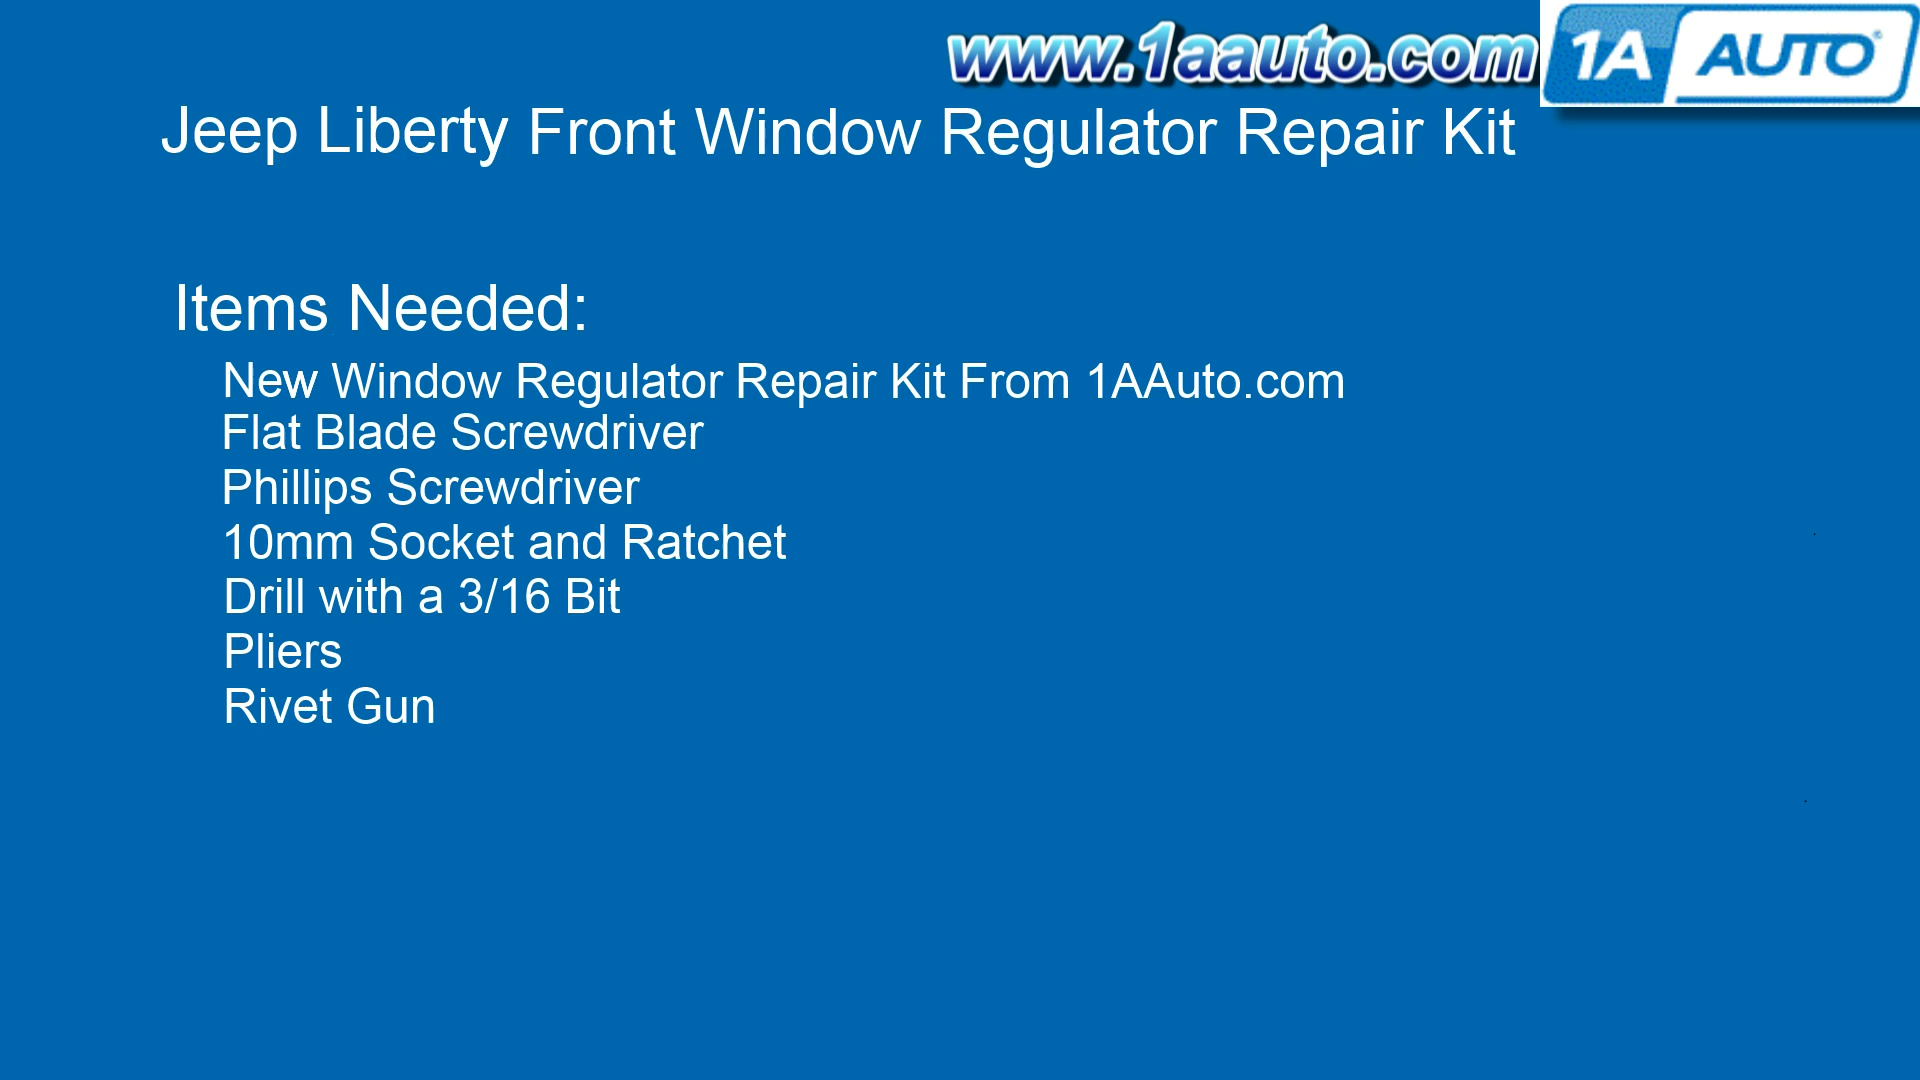 www.1aauto.com 1A AUTO®
Jeep Liberty Front Window Regulator Repair Kit
Items Needed:
New Window Regulator Repair Kit From 1AAuto.com
Flat Blade Screwdriver
Phillips Screwdriver
10mm Socket and Ratchet
Drill with a 3/16 Bit
Pliers
Rivet Gun